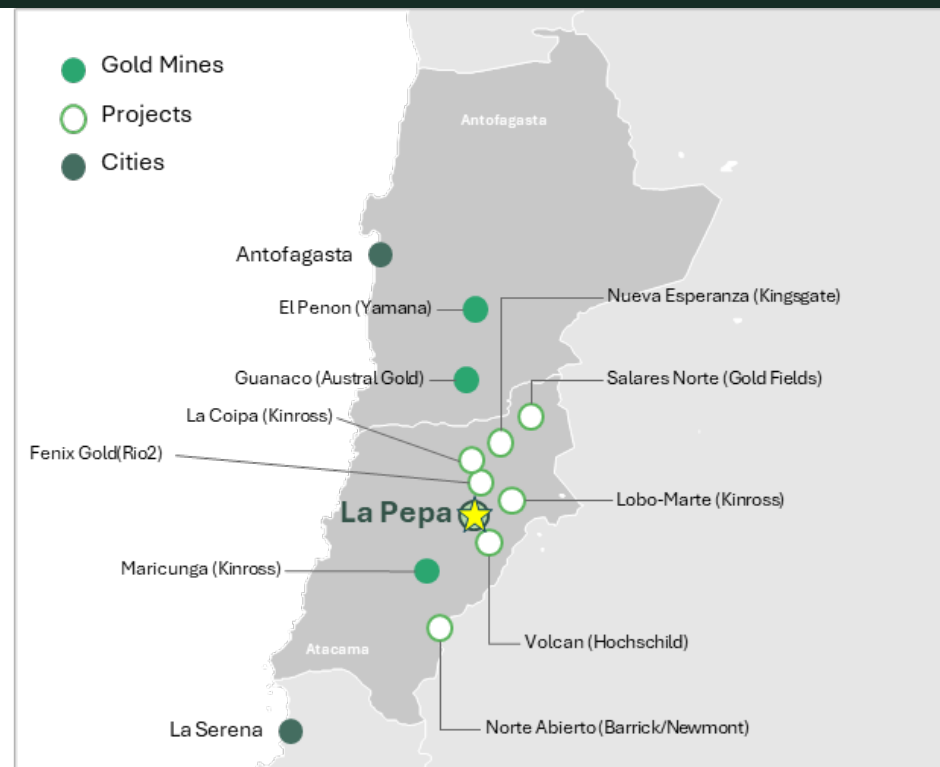 Gold Mines
Projects
Cities
Antofagasta
Antofagasta
El Penon (Yamana)
Nueva Esperanza (Kingsgate)
Guanaco (Austral Gold)
Salares Norte (Gold Fields)
La Coipa (Kinross)
Fenix Gold(Rio2)
Lobo-Marte (Kinross)
La Pepa
Maricunga (Kinross)
Volcan (Hochschild)
Atacama
La Serena
Norte Abierto (Barrick/Newmont)